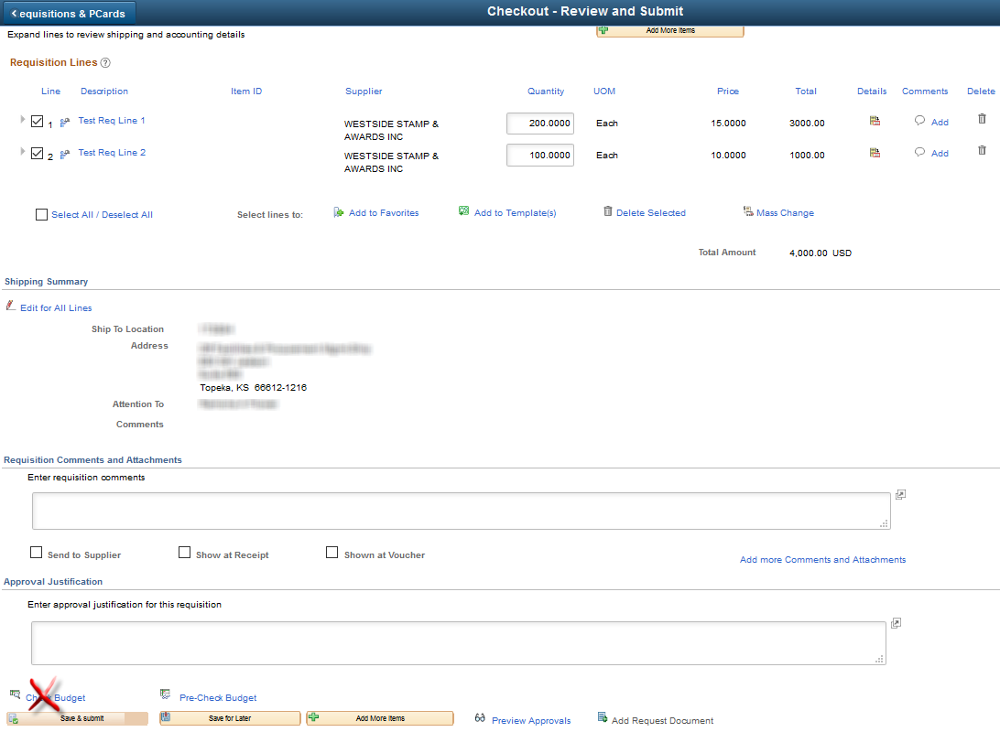 equisitions & PCards
Checkout - Review and Submit
Expand lines to review shipping and accounting details
Add More Items
Requisition Lines ?
Line Description Item ID Supplier Quantity UOM Price Total Details Comments Delete
1 Test Req Line 1 WESTSIDE STAMP & 200.0000 Each 15.0000 3000.00 Add
AWARDS INC
2 Test Req Line 2 WESTSIDE STAMP & 100.0000 Each 10.0000 1000.00 Add
AWARDS INC
Select All / Deselect All Select lines to: Add to Favorites Add to Template(s) Delete Selected Mass Change
Total Amount 4,000.00 USD
Shipping Summary
Edit for All Lines
Ship To Location
Address
Topeka, KS 66612-1216
Attention To
Comments
Requisition Comments and Attachments
Enter requisition comments
Send to Supplier Show at Receipt Shown at Voucher
Add more Comments and Attachments
Approval Justification
Enter approval justification for this requisition
Budget Pre-Check Budget
Save & submit Save for Later Add More Items Preview Approvals Add Request Document